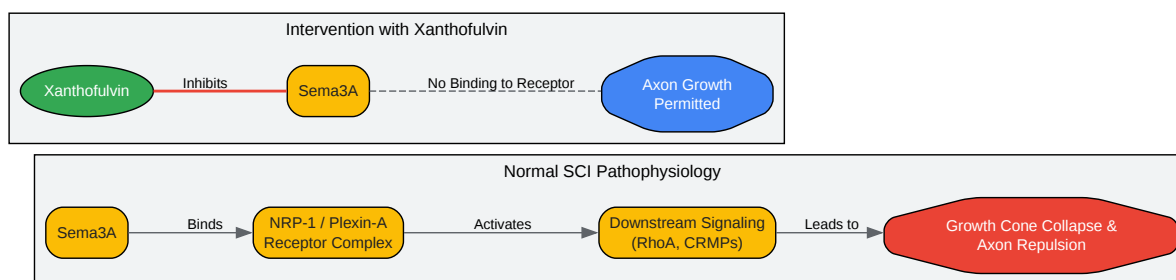 Intervention with Xanthofulvin
Xanthofulvin
Inhibits
Sema3A
No Binding to Receptor
Axon Growth
Permitted
Normal SCI Pathophysiology
Sema3A
Binds
NRP-1 / Plexin-A
Receptor Complex
Activates
Downstream Signaling
(RhoA, CRMPs)
Leads to
Growth Cone Collapse &
Axon Repulsion